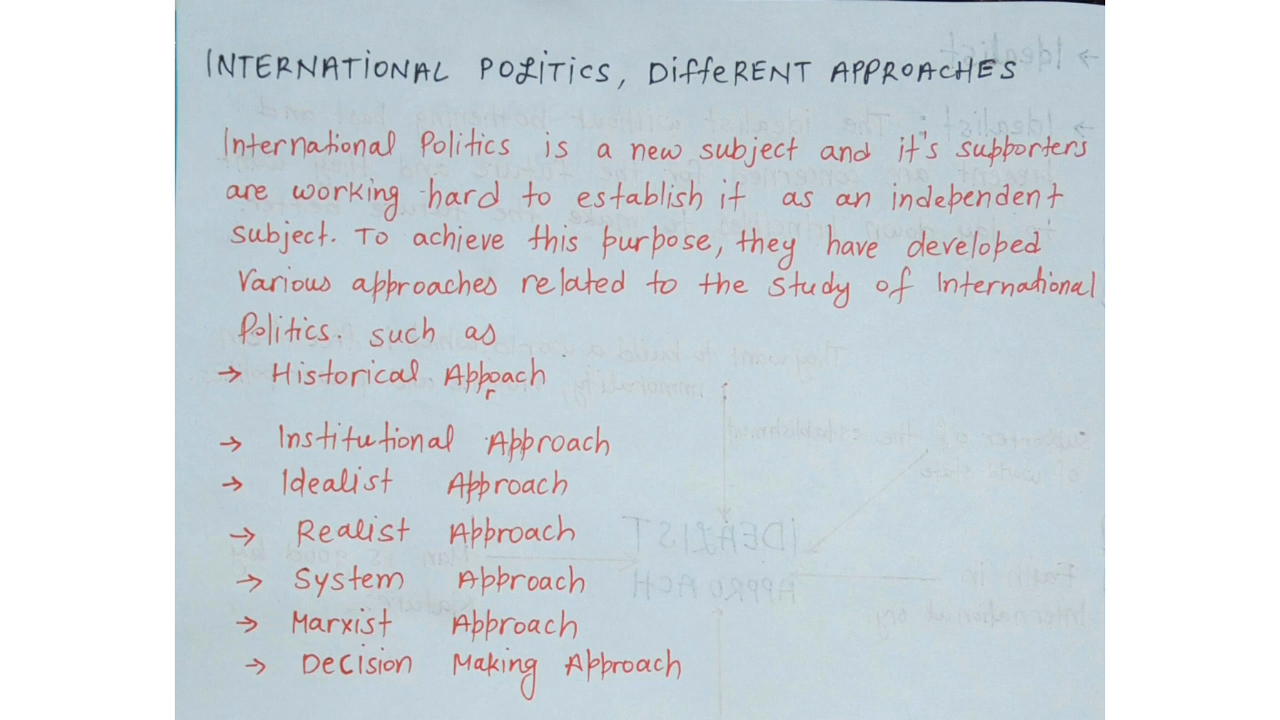 INTERNATIONAL POLITICS, DiffeRENT APPROACHES
International Politics is a new subject and it's supporters
are working hard to establish it as an independent
subject. To achieve this purpose, they have developed
Various approaches related to the study of International
Politics. such as
→ Historical Approach
→ Institutional Approach
→ Idealist Approach
→ Realist Approach
→ System Approach
→ Marxist Approach
→ Decision Making Approach